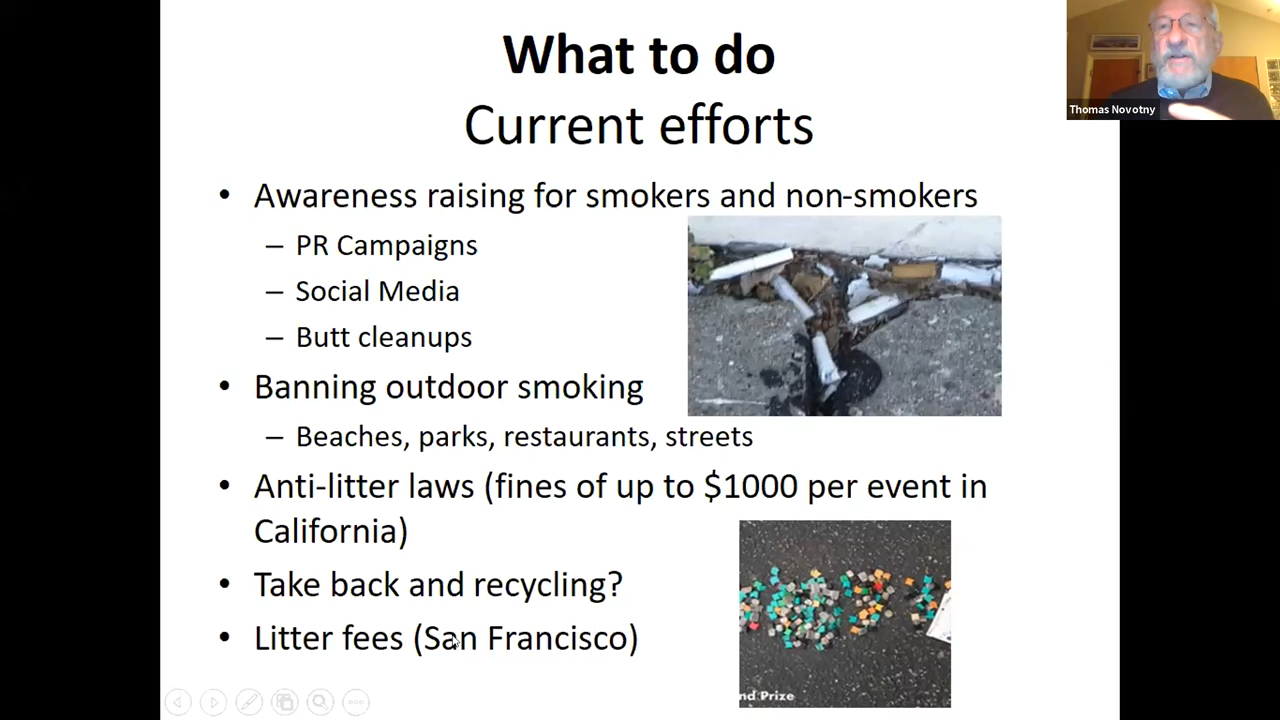 What to do
Current efforts
Thomas Novotny
• Awareness raising for smokers and non-smokers
– PR Campaigns
– Social Media
– Butt cleanups
• Banning outdoor smoking
– Beaches, parks, restaurants, streets
• Anti-litter laws (fines of up to $1000 per event in
California)
• Take back and recycling?
• Litter fees (San Francisco)
nd Prize